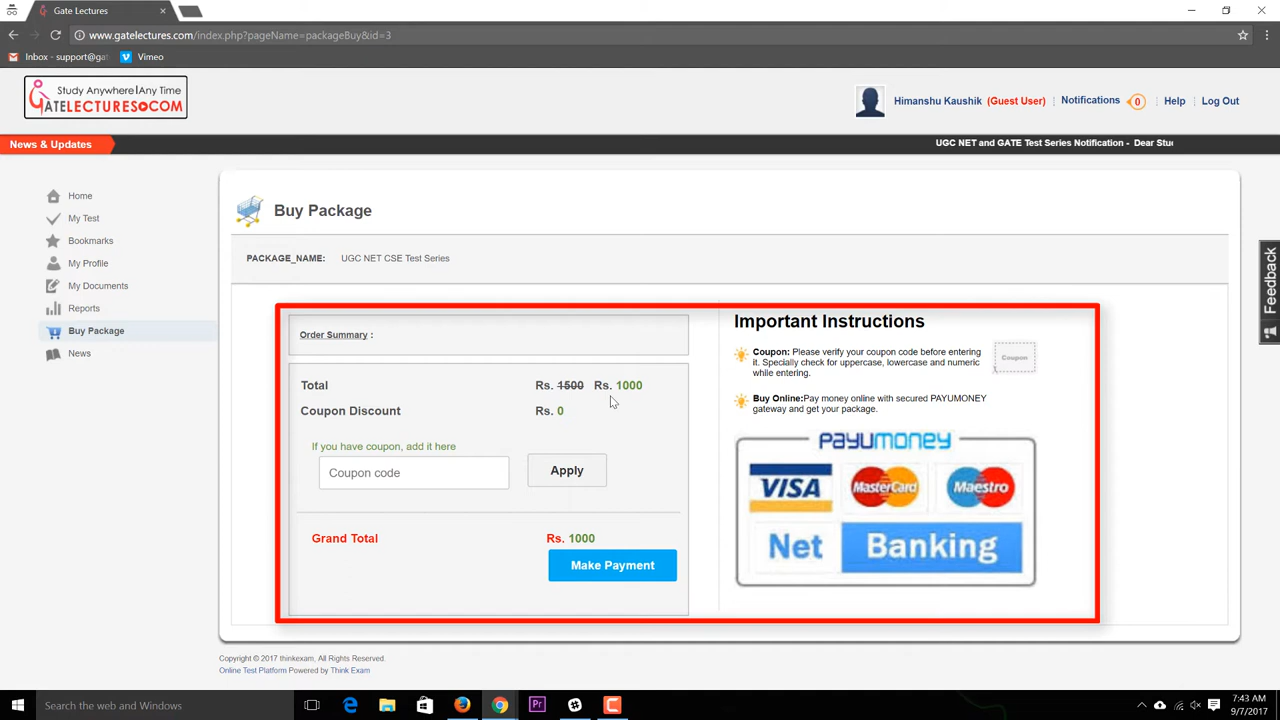 Gate Lectures
www.gatelectures.com/index.php?pageName=packageBuy&id=3
Inbox - support@gat
Vimeo
Study Anywhere|Any Time
GATELECTURES.COM
Himanshu Kaushik (Guest User)
Notifications
0
Help
Log Out
News & Updates
UGC NET and GATE Test Series Notification - Dear Stu
Home
My Test
Bookmarks
My Profile
My Documents
Reports
Buy Package
News
Buy Package
PACKAGE_NAME: UGC NET CSE Test Series
Order Summary :
Total Rs. 1500 Rs. 1000
Coupon Discount Rs. 0
If you have coupon, add it here
Coupon code
Apply
Grand Total Rs. 1000
Make Payment
Important Instructions
Coupon: Please verify your coupon code before entering
it. Specially check for uppercase, lowercase and numeric
while entering.
Coupon
Buy Online:Pay money online with secured PAYUMONEY
gateway and get your package.
PAYUMONEY
VISA
MasterCard
Maestro
Net Banking
Feedback
Copyright © 2017 thinkexam, All Rights Reserved.
Online Test Platform Powered by Think Exam
Search the web and Windows
Pr
7:43 AM
9/7/2017